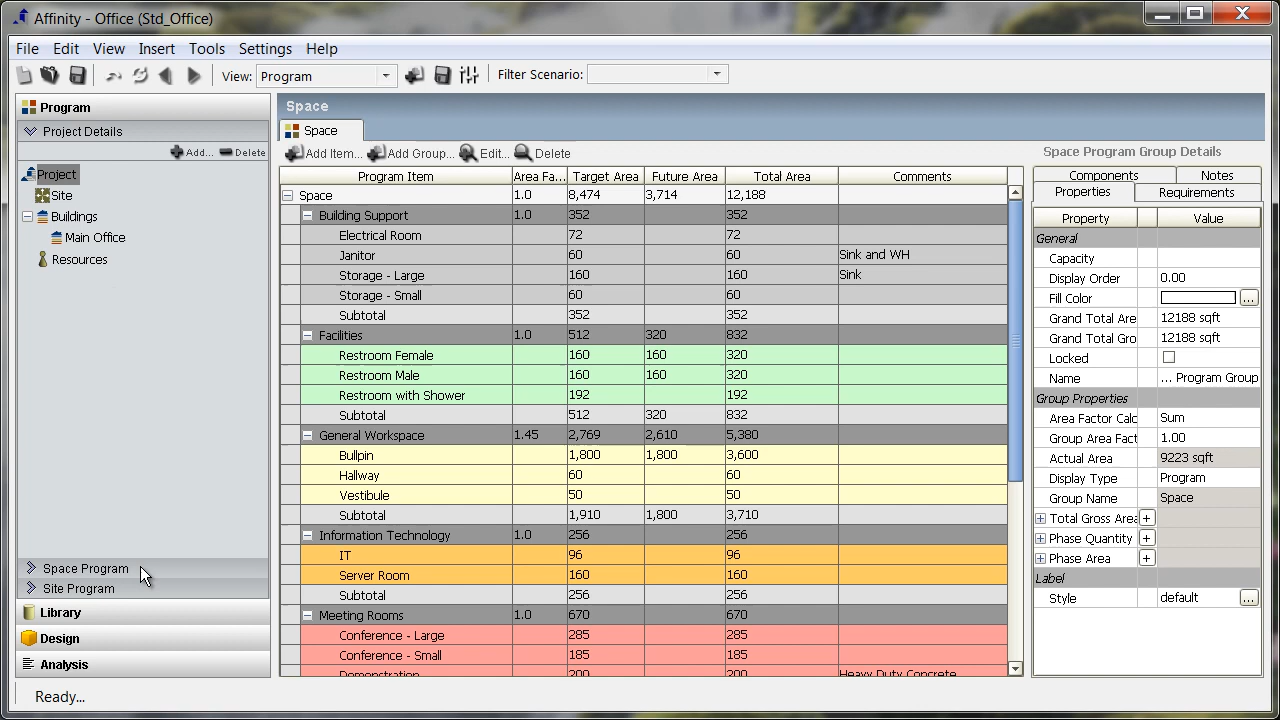 Affinity - Office (Std_Office)
File Edit View Insert Tools Settings Help
View: Program Filter Scenario:
Program
Project Details
Add... Delete
Project
Site
Buildings
Main Office
Resources
Space Program
Site Program
Library
Design
Analysis
Ready...
Space
Space
Add Item... Add Group... Edit... Delete
Program Item Area Fa... Target Area Future Area Total Area Comments
Space 1.0 8,474 3,714 12,188
Building Support 1.0 352 352
Electrical Room 72 72
Janitor 60 60 Sink and WH
Storage - Large 160 160 Sink
Storage - Small 60 60
Subtotal 352 352
Facilities 1.0 512 320 832
Restroom Female 160 160 320
Restroom Male 160 160 320
Restroom with Shower 192 192
Subtotal 512 320 832
General Workspace 1.45 2,769 2,610 5,380
Bullpin 1,800 1,800 3,600
Hallway 60 60
Vestibule 50 50
Subtotal 1,910 1,800 3,710
Information Technology 1.0 256 256
IT 96 96
Server Room 160 160
Subtotal 256 256
Meeting Rooms 1.0 670 670
Conference - Large 285 285
Conference - Small 185 185
Demonstration 200 200 Heavy Duty Concrete
Space Program Group Details
Components Notes
Properties Requirements
Property Value
General
Capacity
Display Order 0.00
Fill Color ...
Grand Total Are 12188 sqft
Grand Total Gro 12188 sqft
Locked
Name ... Program Group
Group Properties
Area Factor Calc Sum
Group Area Fact 1.00
Actual Area 9223 sqft
Display Type Program
Group Name Space
Total Gross Area +
Phase Quantity +
Phase Area +
Label
Style default ...